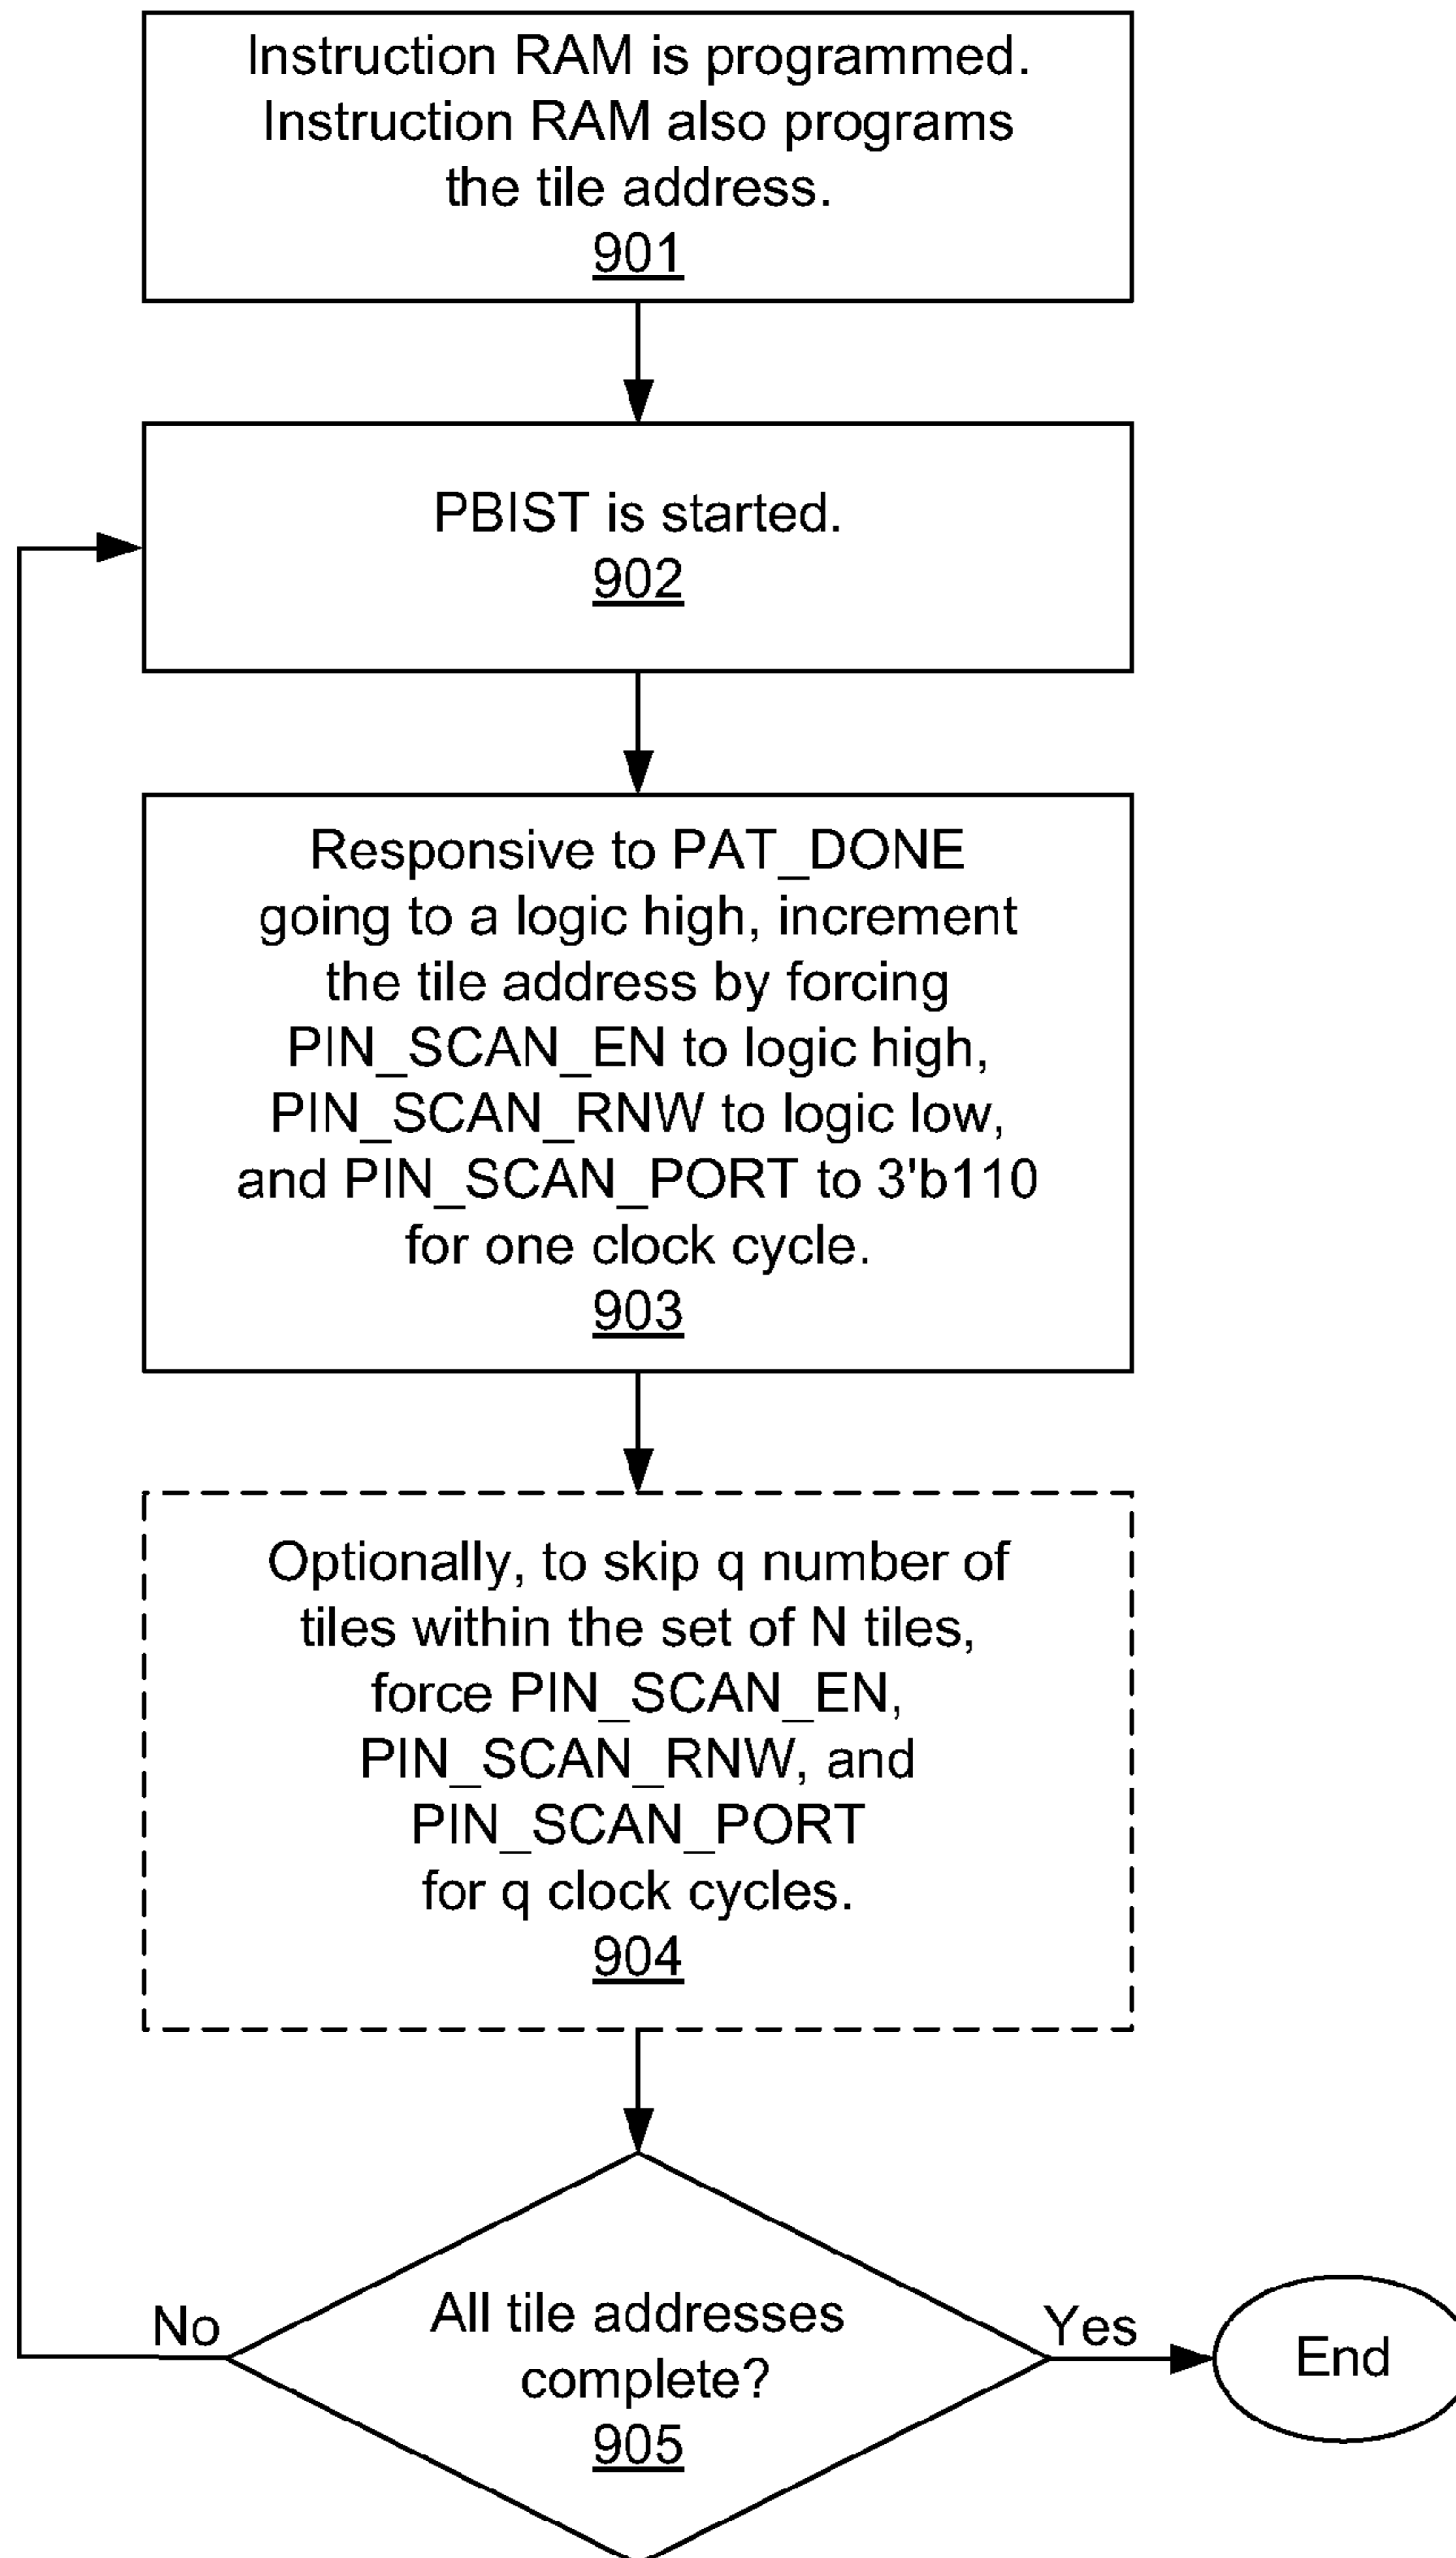 Instruction RAM is programmed.
Instruction RAM also programs
the tile address.
901
PBIST is started.
902
Responsive to PAT_DONE
going to a logic high, increment
the tile address by forcing
PIN_SCAN_EN to logic high,
PIN_SCAN_RNW to logic low,
and PIN_SCAN_PORT to 3'b110
for one clock cycle.
903
Optionally, to skip q number of
tiles within the set of N tiles,
force PIN_SCAN_EN,
PIN_SCAN_RNW, and
PIN_SCAN_PORT
for q clock cycles.
904
No
All tile addresses
complete?
905
Yes
End